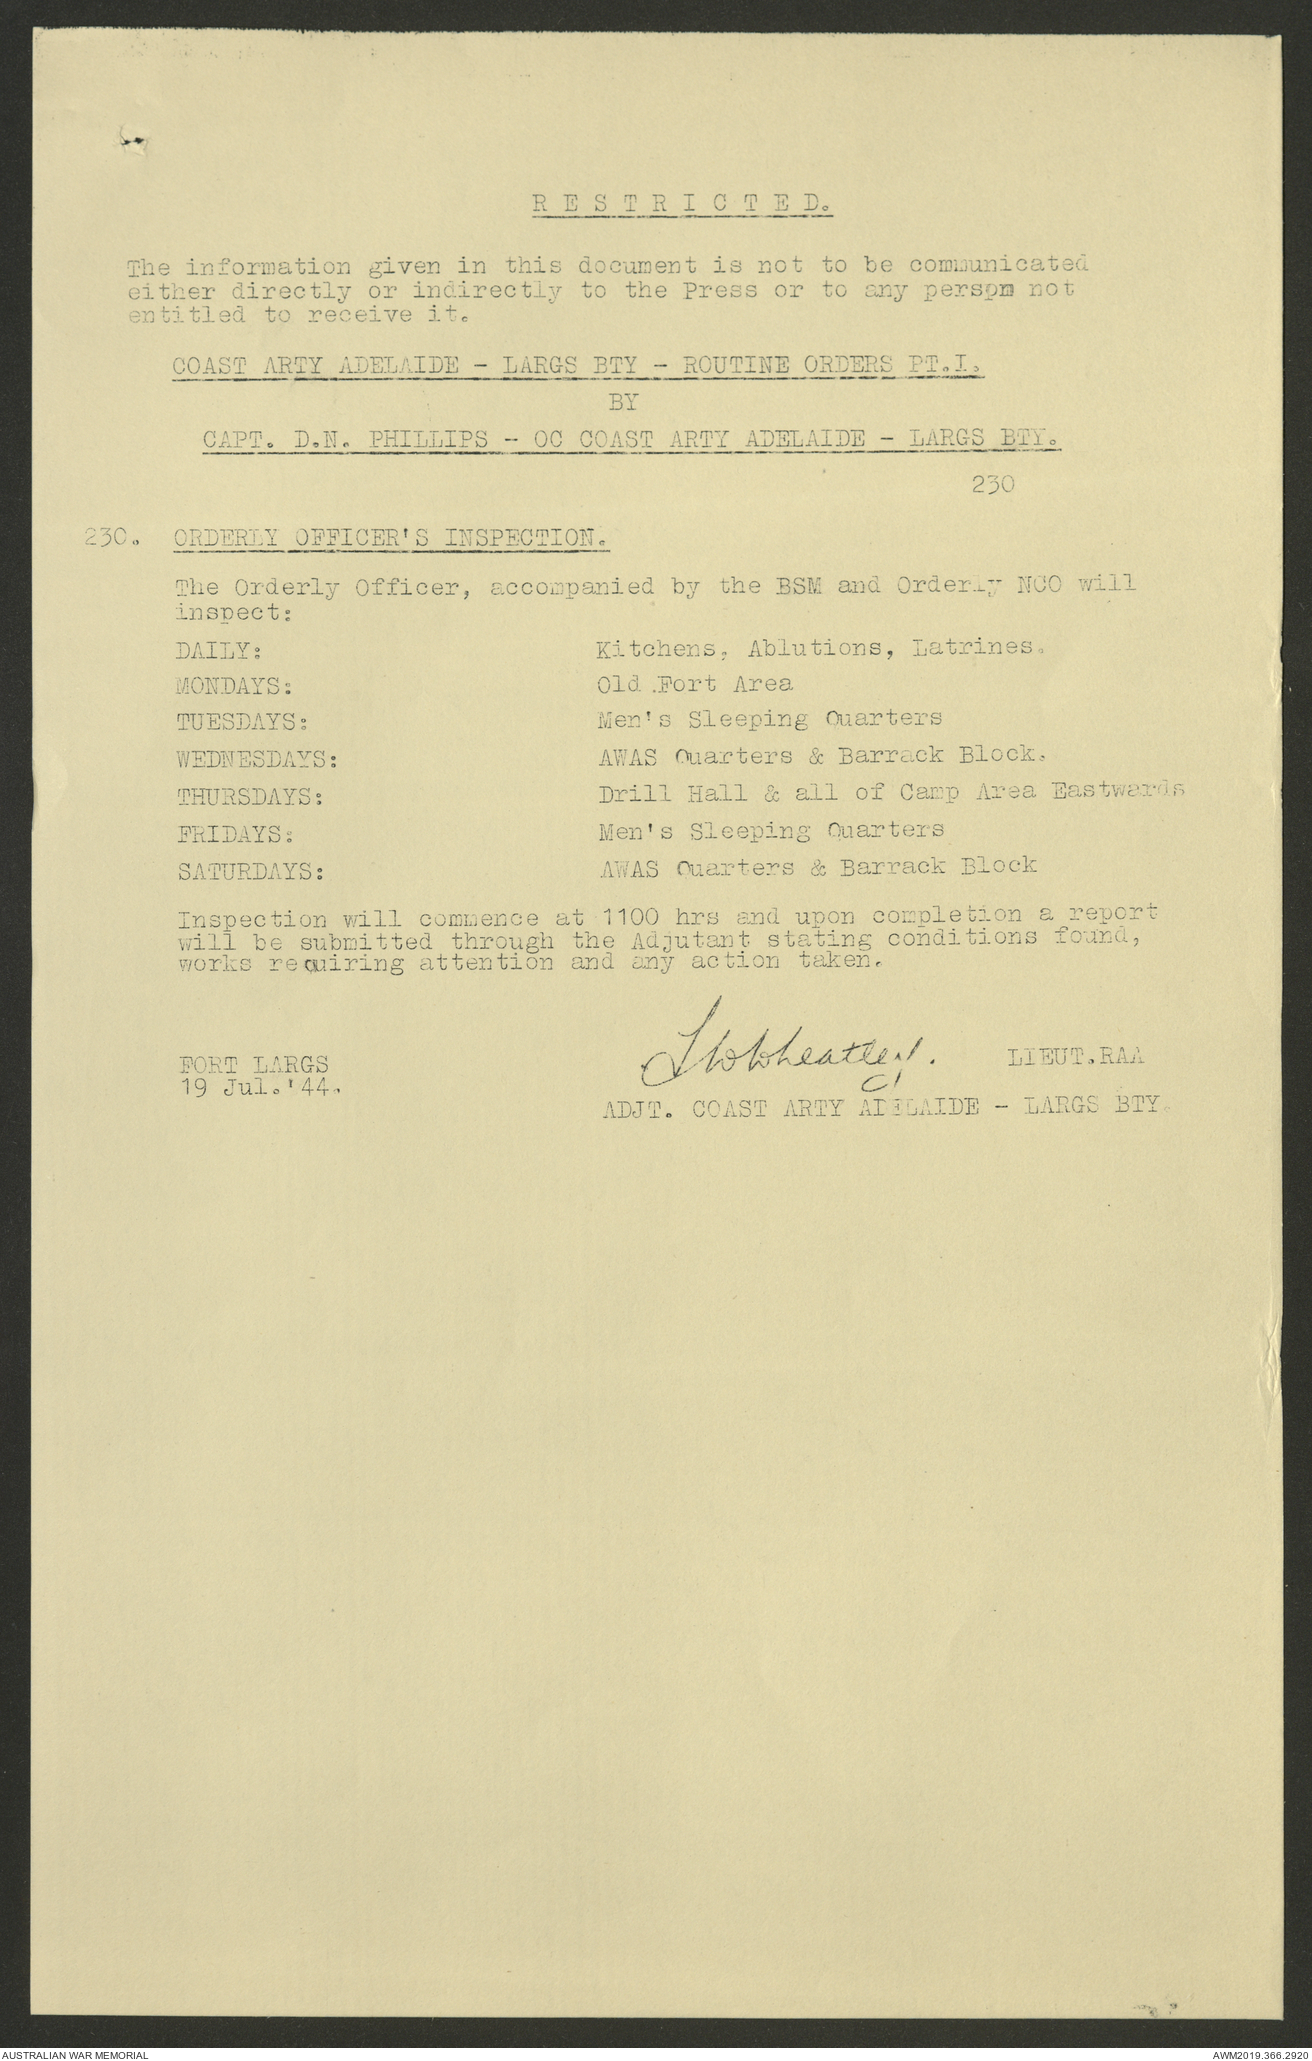 R E S T R I C T E D.
The information given in this document is not to be communicated
either directly or indirectly to the Press or to any person not
entitled to receive it.
COAST ARTY ADELAIDE - LARGS BTY - ROUTINE ORDERS PT.I.
BY
CAPT. D.N. PHILLIPS - OC COAST ARTY ADELAIDE - LARGS BTY.
230
230. ORDERLY OFFICER'S INSPECTION.
The Orderly Officer, accompanied by the BSM and Orderly NCO will
inspect:
DAILY: Kitchens, Ablutions, Latrines.
MONDAYS: Old .Fort Area
TUESDAYS: Men's Sleeping Quarters
WEDNESDAYS: AWAS Quarters & Barrack Block.
THURSDAYS: Drill Hall & all of Camp Area Eastwards
FRIDAYS: Men's Sleeping Quarters
SATURDAYS: AWAS Quarters & Barrack Block
Inspection will commence at 1100 hrs and upon completion a report
will be submitted through the Adjutant stating conditions found,
works requiring attention and any action taken.
Wheatley. LIEUT.RAA
FORT LARGS
19 Jul.'44.
ADJT. COAST ARTY ADELAIDE - LARGS BTY.
AUSTRALIAN WAR MEMORIAL
AWM2019.366.2920